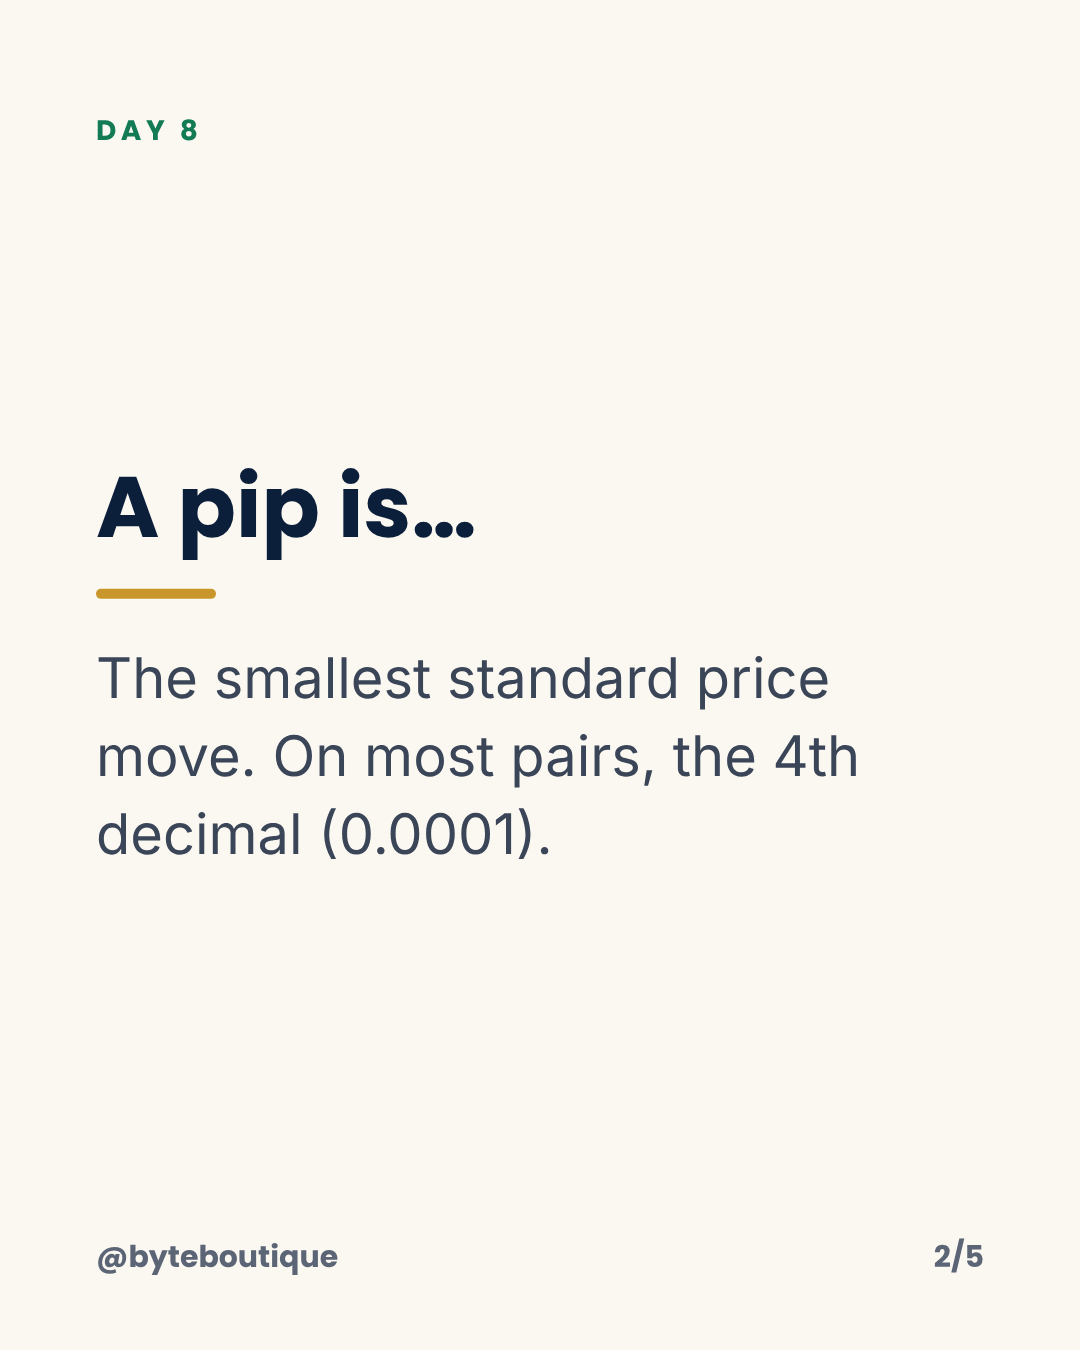 DAY 8
A pip is...
The smallest standard price
move. On most pairs, the 4th
decimal (0.0001).
@byteboutique
2/5